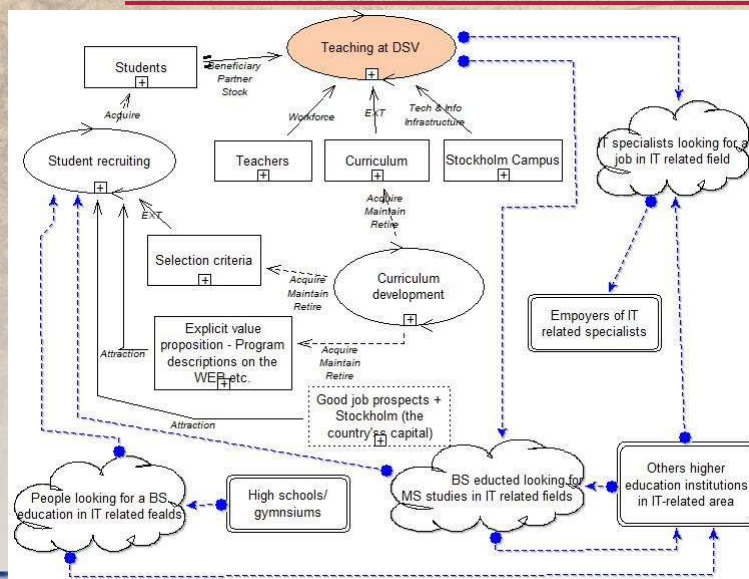 Teaching at DSV
Students
Beneficiary
Partner
Stock
Acquire
Workforce
EXT
Tech & Info
Infrastructure
IT specialists looking for a
job in IT related field
Student recruiting
Teachers
Curriculum
Stockholm Campus
Acquire
Maintain
Retire
EXT
Selection criteria
Acquire
Maintain
Retire
Curriculum
development
Empoyers of IT
related specialists
Explicit value
proposition - Program
descriptions on the
WEB etc.
Attraction
Acquire
Maintain
Retire
Good job prospects +
Stockholm (the
country'ss capital)
Attraction
People looking for a BS
education in IT related fealds
High schools/
gymnsiums
BS educted looking for
MS studies in IT related fields
Others higher
education institutions
in IT-related area